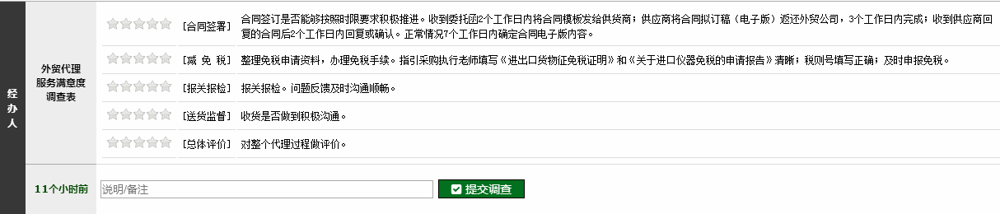 经
办
人
外贸代理
服务满意度
调查表
[合同签署]
合同签订是否能够按照时限要求积极推进。收到委托函2个工作日内将合同模板发给供货商；供应商将合同拟订稿（电子版）返还外贸公司，3个工作日内完成；收到供应商回
复的合同后2个工作日内回复或确认。正常情况7个工作日内确定合同电子版内容。
[减 免 税] 整理免税申请资料，办理免税手续。指引采购执行老师填写《进出口货物征免税证明》和《关于进口仪器免税的申请报告》清晰；税则号填写正确；及时申报免税。
[报关报检] 报关报检。问题反馈及时沟通顺畅。
[送货监督] 收货是否做到积极沟通。
[总体评价] 对整个代理过程做评价。
11个小时前 说明/备注 提交调查